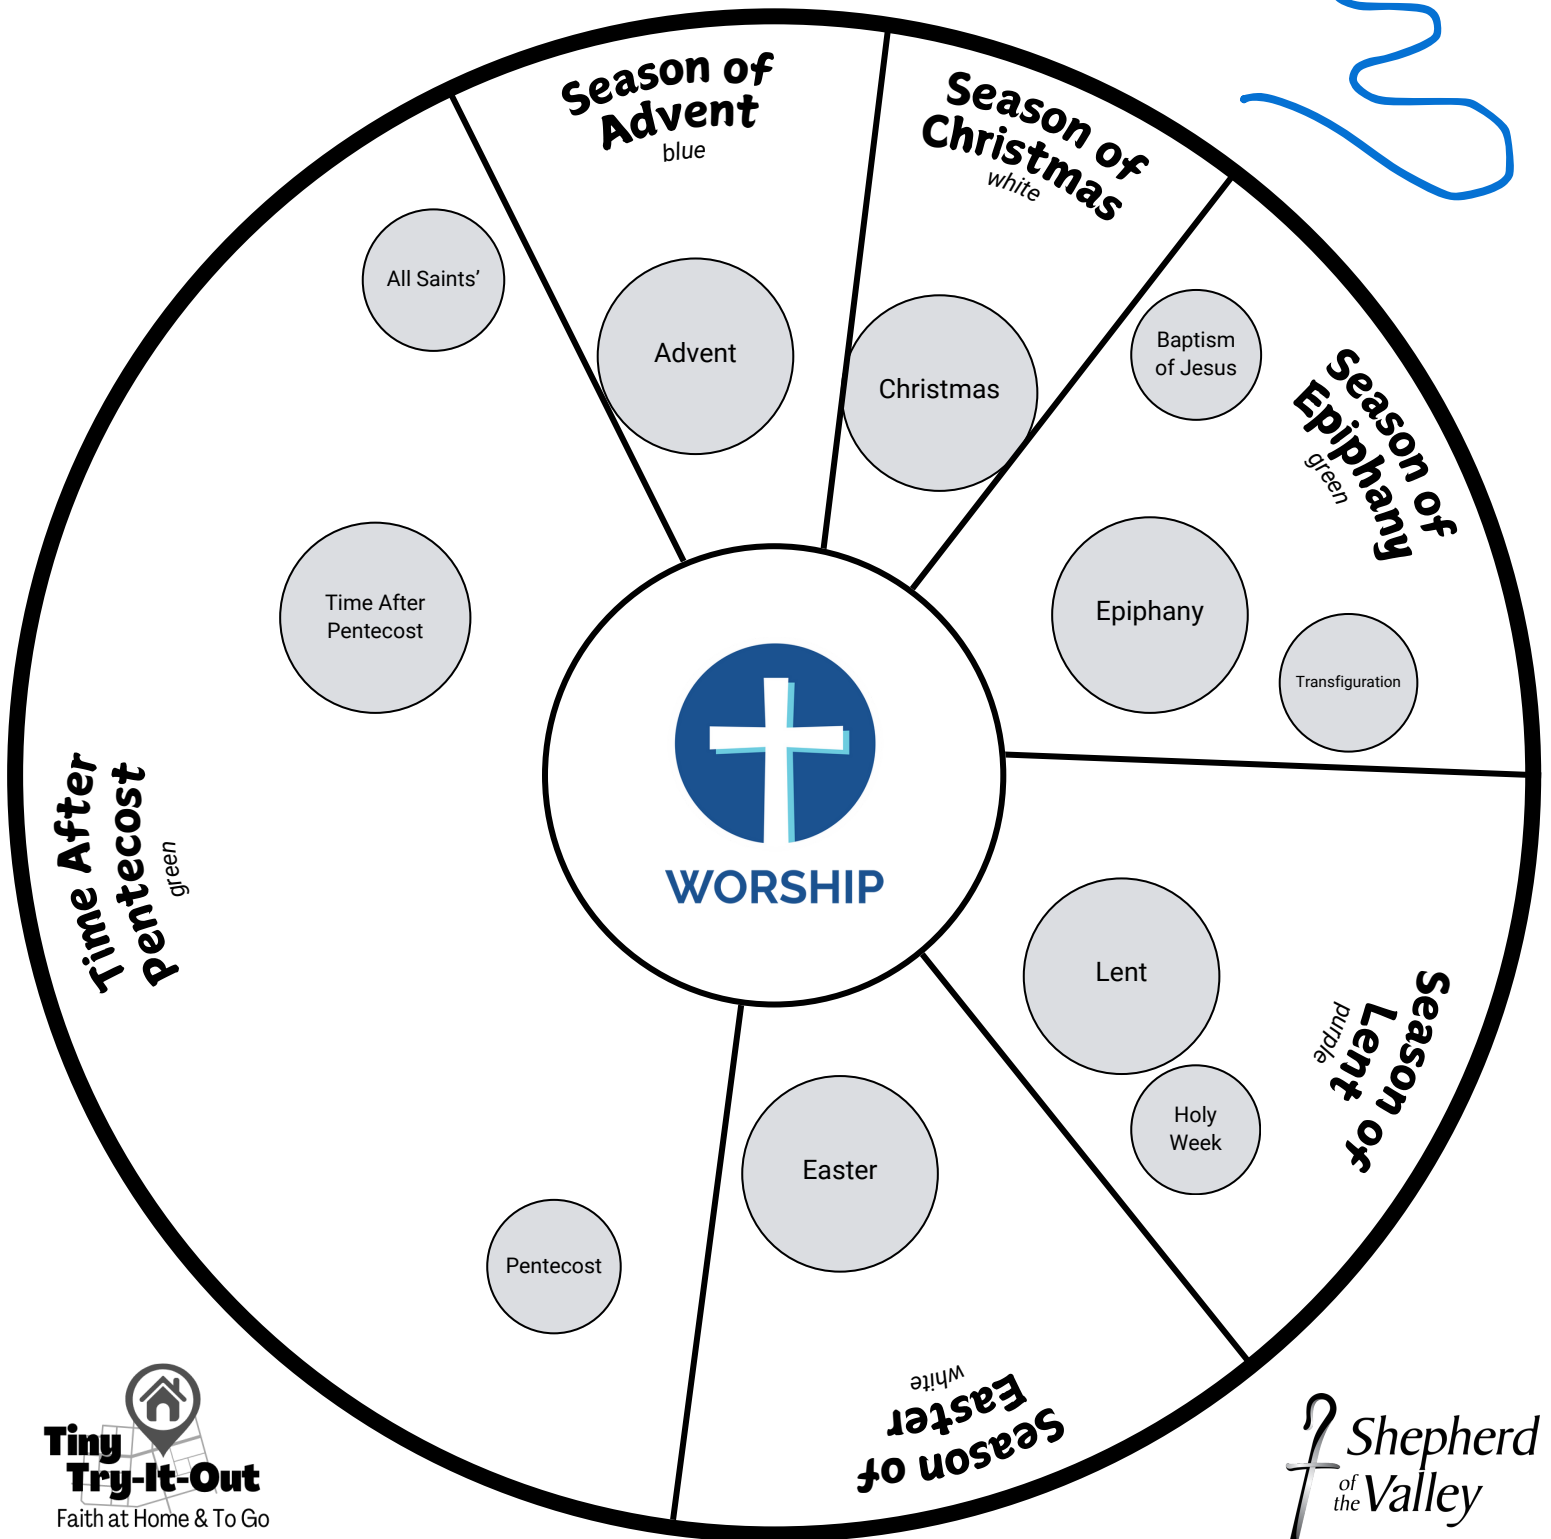 Season of
Advent
blue
Advent
Season of
Christmas
white
Christmas
Season of
Epiphany
green
Baptism
of Jesus
Epiphany
Transfiguration
Season of
Lent
purple
Lent
Holy
Week
Season of
Easter
white
Easter
Time After
Pentecost
green
All Saints’
Time After
Pentecost
Pentecost
WORSHIP
Tiny
Try-It-Out
Faith at Home & To Go
Shepherd
of the Valley